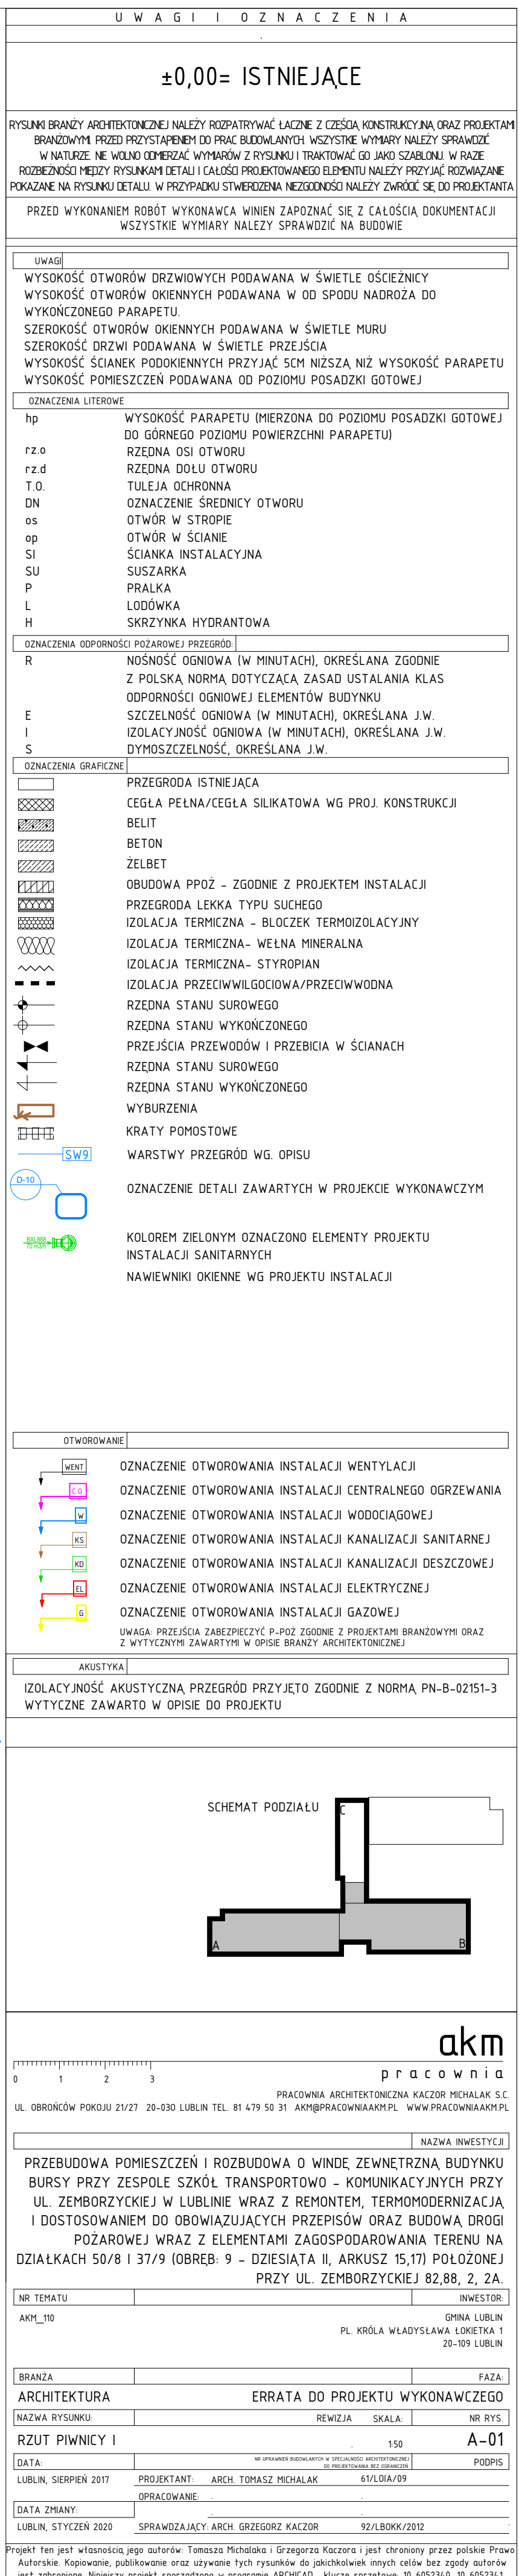 UWAGI I OZNACZENIA
±0,00= ISTNIEJĄCE
RYSUNKI BRANŻY ARCHITEKTONICZNEJ NALEŻY ROZPATRYWAĆ ŁACZNIE Z CZĘŚCIĄ KONSTRUKCYJNĄ ORAZ PROJEKTAMI
BRANŻOWYMI. PRZED PRZYSTĄPIENIEM DO PRAC BUDOWLANYCH. WSZYSTKIE WYMIARY NALEŻY SPRAWDZIĆ
W NATURZE. NIE WOLNO ODMIERZAĆ WYMIARÓW Z RYSUNKU I TRAKTOWAĆ GO JAKO SZABLONU. W RAZIE
ROZBIEŻNOŚCI MIĘDZY RYSUNKAMI DETALI I CAŁOŚCI PROJEKTOWANEGO ELEMENTU NALEŻY PRZYJĄĆ ROZWIĄZANIE
POKAZANE NA RYSUNKU DETALU. W PRZYPADKU STWIERDZENIA NIEZGODNOŚCI NALEŻY ZWRÓCIĆ SIĘ DO PROJEKTANTA
PRZED WYKONANIEM ROBÓT WYKONAWCA WINIEN ZAPOZNAĆ SIĘ Z CAŁOŚCIĄ DOKUMENTACJI
WSZYSTKIE WYMIARY NALEZY SPRAWDZIĆ NA BUDOWIE
UWAGI
WYSOKOŚĆ OTWORÓW DRZWIOWYCH PODAWANA W ŚWIETLE OŚCIEŻNICY
WYSOKOŚĆ OTWORÓW OKIENNYCH PODAWANA W OD SPODU NADROŻA DO
WYKOŃCZONEGO PARAPETU.
SZEROKOŚĆ OTWORÓW OKIENNYCH PODAWANA W ŚWIETLE MURU
SZEROKOŚĆ DRZWI PODAWANA W ŚWIETLE PRZEJŚCIA
WYSOKOŚĆ ŚCIANEK PODOKIENNYCH PRZYJĄĆ 5CM NIŻSZĄ NIŻ WYSOKOŚĆ PARAPETU
WYSOKOŚĆ POMIESZCZEŃ PODAWANA OD POZIOMU POSADZKI GOTOWEJ
OZNACZENIA LITEROWE
hp WYSOKOŚĆ PARAPETU (MIERZONA DO POZIOMU POSADZKI GOTOWEJ
DO GÓRNEGO POZIOMU POWIERZCHNI PARAPETU)
rz.o RZĘDNA OSI OTWORU
rz.d RZĘDNA DOŁU OTWORU
T.O. TULEJA OCHRONNA
DN OZNACZENIE ŚREDNICY OTWORU
os OTWÓR W STROPIE
op OTWÓR W ŚCIANIE
SI ŚCIANKA INSTALACYJNA
SU SUSZARKA
P PRALKA
L LODÓWKA
H SKRZYNKA HYDRANTOWA
OZNACZENIA ODPORNOŚCI POŻAROWEJ PRZEGRÓD:
R NOŚNOŚĆ OGNIOWA (W MINUTACH), OKREŚLANA ZGODNIE
Z POLSKĄ NORMĄ DOTYCZĄCĄ ZASAD USTALANIA KLAS
ODPORNOŚCI OGNIOWEJ ELEMENTÓW BUDYNKU
E SZCZELNOŚĆ OGNIOWA (W MINUTACH), OKREŚLANA J.W.
I IZOLACYJNOŚĆ OGNIOWA (W MINUTACH), OKREŚLANA J.W.
S DYMOSZCZELNOŚĆ, OKREŚLANA J.W.
OZNACZENIA GRAFICZNE
PRZEGRODA ISTNIEJĄCA
CEGŁA PEŁNA/CEGŁA SILIKATOWA WG PROJ. KONSTRUKCJI
BELIT
BETON
ŻELBET
OBUDOWA PPOŻ - ZGODNIE Z PROJEKTEM INSTALACJI
PRZEGRODA LEKKA TYPU SUCHEGO
IZOLACJA TERMICZNA - BLOCZEK TERMOIZOLACYJNY
IZOLACJA TERMICZNA- WEŁNA MINERALNA
IZOLACJA TERMICZNA- STYROPIAN
IZOLACJA PRZECIWWILGOCIOWA/PRZECIWWODNA
RZĘDNA STANU SUROWEGO
RZĘDNA STANU WYKOŃCZONEGO
PRZEJŚCIA PRZEWODÓW I PRZEBICIA W ŚCIANACH
RZĘDNA STANU SUROWEGO
RZĘDNA STANU WYKOŃCZONEGO
WYBURZENIA
KRATY POMOSTOWE
SW9 WARSTWY PRZEGRÓD WG. OPISU
D-10
OZNACZENIE DETALI ZAWARTYCH W PROJEKCIE WYKONAWCZYM
KOLOREM ZIELONYM OZNACZONO ELEMENTY PROJEKTU
INSTALACJI SANITARNYCH
NAWIEWNIKI OKIENNE WG PROJEKTU INSTALACJI
OTWOROWANIE
WENT OZNACZENIE OTWOROWANIA INSTALACJI WENTYLACJI
C.O. OZNACZENIE OTWOROWANIA INSTALACJI CENTRALNEGO OGRZEWANIA
W OZNACZENIE OTWOROWANIA INSTALACJI WODOCIĄGOWEJ
KS OZNACZENIE OTWOROWANIA INSTALACJI KANALIZACJI SANITARNEJ
KD OZNACZENIE OTWOROWANIA INSTALACJI KANALIZACJI DESZCZOWEJ
EL OZNACZENIE OTWOROWANIA INSTALACJI ELEKTRYCZNEJ
G OZNACZENIE OTWOROWANIA INSTALACJI GAZOWEJ
UWAGA: PRZEJŚCIA ZABEZPIECZYĆ P-POŻ ZGODNIE Z PROJEKTAMI BRANŻOWYMI ORAZ
Z WYTYCZNYMI ZAWARTYMI W OPISIE BRANŻY ARCHITEKTONICZNEJ
AKUSTYKA
IZOLACYJNOŚĆ AKUSTYCZNĄ PRZEGRÓD PRZYJĘTO ZGODNIE Z NORMĄ PN-B-02151-3
WYTYCZNE ZAWARTO W OPISIE DO PROJEKTU
SCHEMAT PODZIAŁU
C
A
B
akm
pracownia
0 1 2 3
PRACOWNIA ARCHITEKTONICZNA KACZOR MICHALAK S.C.
UL. OBROŃCÓW POKOJU 21/27 20-030 LUBLIN TEL. 81 479 50 31 AKM@PRACOWNIAAKM.PL WWW.PRACOWNIAAKM.PL
NAZWA INWESTYCJI
PRZEBUDOWA POMIESZCZEŃ I ROZBUDOWA O WINDĘ ZEWNĘTRZNĄ BUDYNKU
BURSY PRZY ZESPOLE SZKÓŁ TRANSPORTOWO - KOMUNIKACYJNYCH PRZY
UL. ZEMBORZYCKIEJ W LUBLINIE WRAZ Z REMONTEM, TERMOMODERNIZACJĄ
I DOSTOSOWANIEM DO OBOWIĄZUJĄCYCH PRZEPISÓW ORAZ BUDOWĄ DROGI
POŻAROWEJ WRAZ Z ELEMENTAMI ZAGOSPODAROWANIA TERENU NA
DZIAŁKACH 50/8 I 37/9 (OBRĘB: 9 - DZIESIĄTA II, ARKUSZ 15,17) POŁOŻONEJ
PRZY UL. ZEMBORZYCKIEJ 82,88, 2, 2A.
NR TEMATU INWESTOR:
AKM_110 GMINA LUBLIN
PL. KRÓLA WŁADYSŁAWA ŁOKIETKA 1
20-109 LUBLIN
BRANŻA FAZA:
ARCHITEKTURA ERRATA DO PROJEKTU WYKONAWCZEGO
NAZWA RYSUNKU: REWIZJA SKALA: NR RYS.
RZUT PIWNICY I 1:50 A-01
DATA: NR UPRAWNIEŃ BUDOWLANYCH W SPECJALNOŚCI ARCHITEKTONICZNEJ
DO PROJEKTOWANIA BEZ OGRANICZEŃ PODPIS
LUBLIN, SIERPIEŃ 2017 PROJEKTANT: ARCH. TOMASZ MICHALAK 61/LOIA/09
OPRACOWANIE:
DATA ZMIANY:
LUBLIN, STYCZEŃ 2020 SPRAWDZAJĄCY: ARCH. GRZEGORZ KACZOR 92/LBOKK/2012
Projekt ten jest własnością jego autorów: Tomasza Michalaka i Grzegorza Kaczora i jest chroniony przez polskie Prawo
Autorskie. Kopiowanie, publikowanie oraz używanie tych rysunków do jakichkolwiek innych celów bez zgody autorów